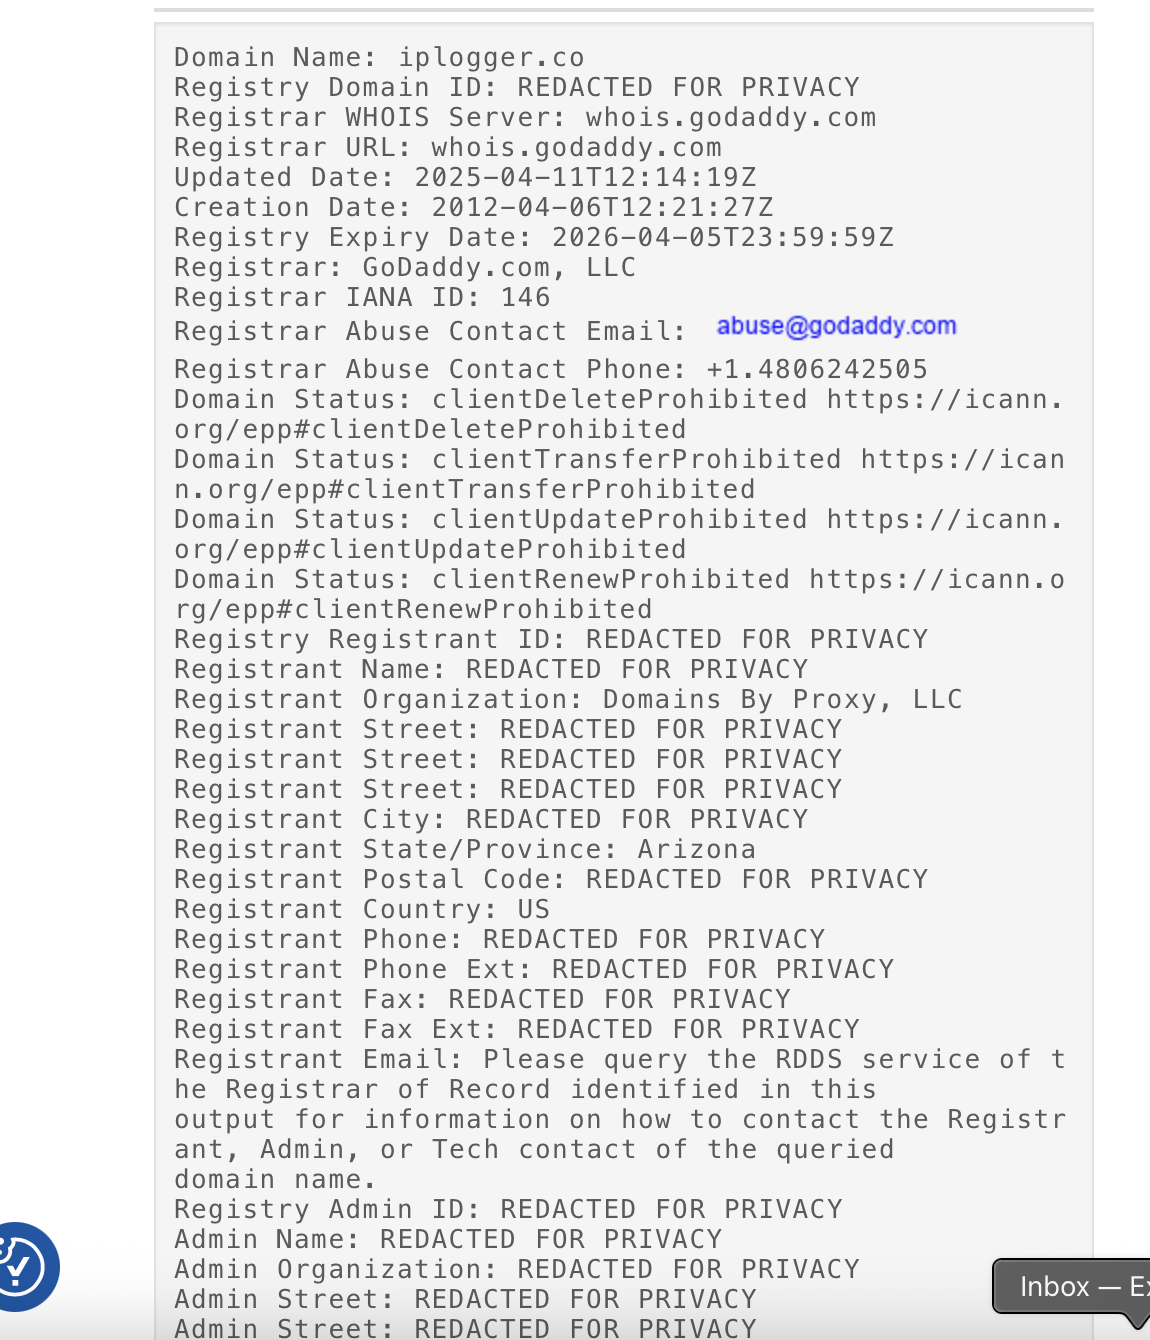 Domain Name: iplogger.co
Registry Domain ID: REDACTED FOR PRIVACY
Registrar WHOIS Server: whois.godaddy.com
Registrar URL: whois.godaddy.com
Updated Date: 2025-04-11T12:14:19Z
Creation Date: 2012-04-06T12:21:27Z
Registry Expiry Date: 2026-04-05T23:59:59Z
Registrar: GoDaddy.com, LLC
Registrar IANA ID: 146
Registrar Abuse Contact Email: abuse@godaddy.com
Registrar Abuse Contact Phone: +1.4806242505
Domain Status: clientDeleteProhibited https://icann.
org/epp#clientDeleteProhibited
Domain Status: clientTransferProhibited https://ican
n.org/epp#clientTransferProhibited
Domain Status: clientUpdateProhibited https://icann.
org/epp#clientUpdateProhibited
Domain Status: clientRenewProhibited https://icann.o
rg/epp#clientRenewProhibited
Registry Registrant ID: REDACTED FOR PRIVACY
Registrant Name: REDACTED FOR PRIVACY
Registrant Organization: Domains By Proxy, LLC
Registrant Street: REDACTED FOR PRIVACY
Registrant Street: REDACTED FOR PRIVACY
Registrant Street: REDACTED FOR PRIVACY
Registrant City: REDACTED FOR PRIVACY
Registrant State/Province: Arizona
Registrant Postal Code: REDACTED FOR PRIVACY
Registrant Country: US
Registrant Phone: REDACTED FOR PRIVACY
Registrant Phone Ext: REDACTED FOR PRIVACY
Registrant Fax: REDACTED FOR PRIVACY
Registrant Fax Ext: REDACTED FOR PRIVACY
Registrant Email: Please query the RDDS service of t
he Registrar of Record identified in this
output for information on how to contact the Registr
ant, Admin, or Tech contact of the queried
domain name.
Registry Admin ID: REDACTED FOR PRIVACY
Admin Name: REDACTED FOR PRIVACY
Admin Organization: REDACTED FOR PRIVACY
Admin Street: REDACTED FOR PRIVACY
Admin Street: REDACTED FOR PRIVACY
Inbox —